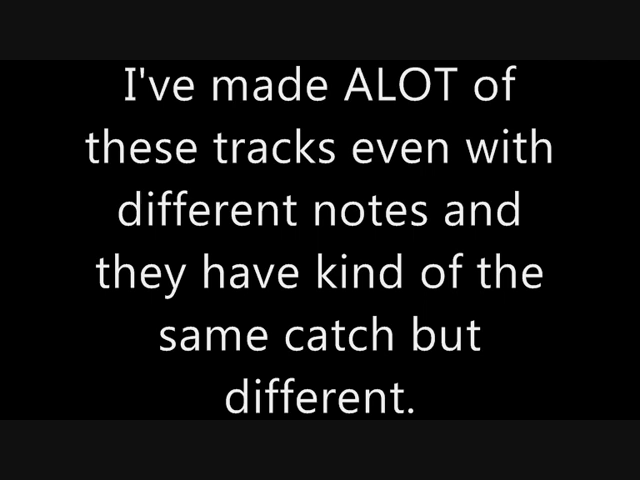 I've made ALOT of
these tracks even with
different notes and
they have kind of the
same catch but
different.